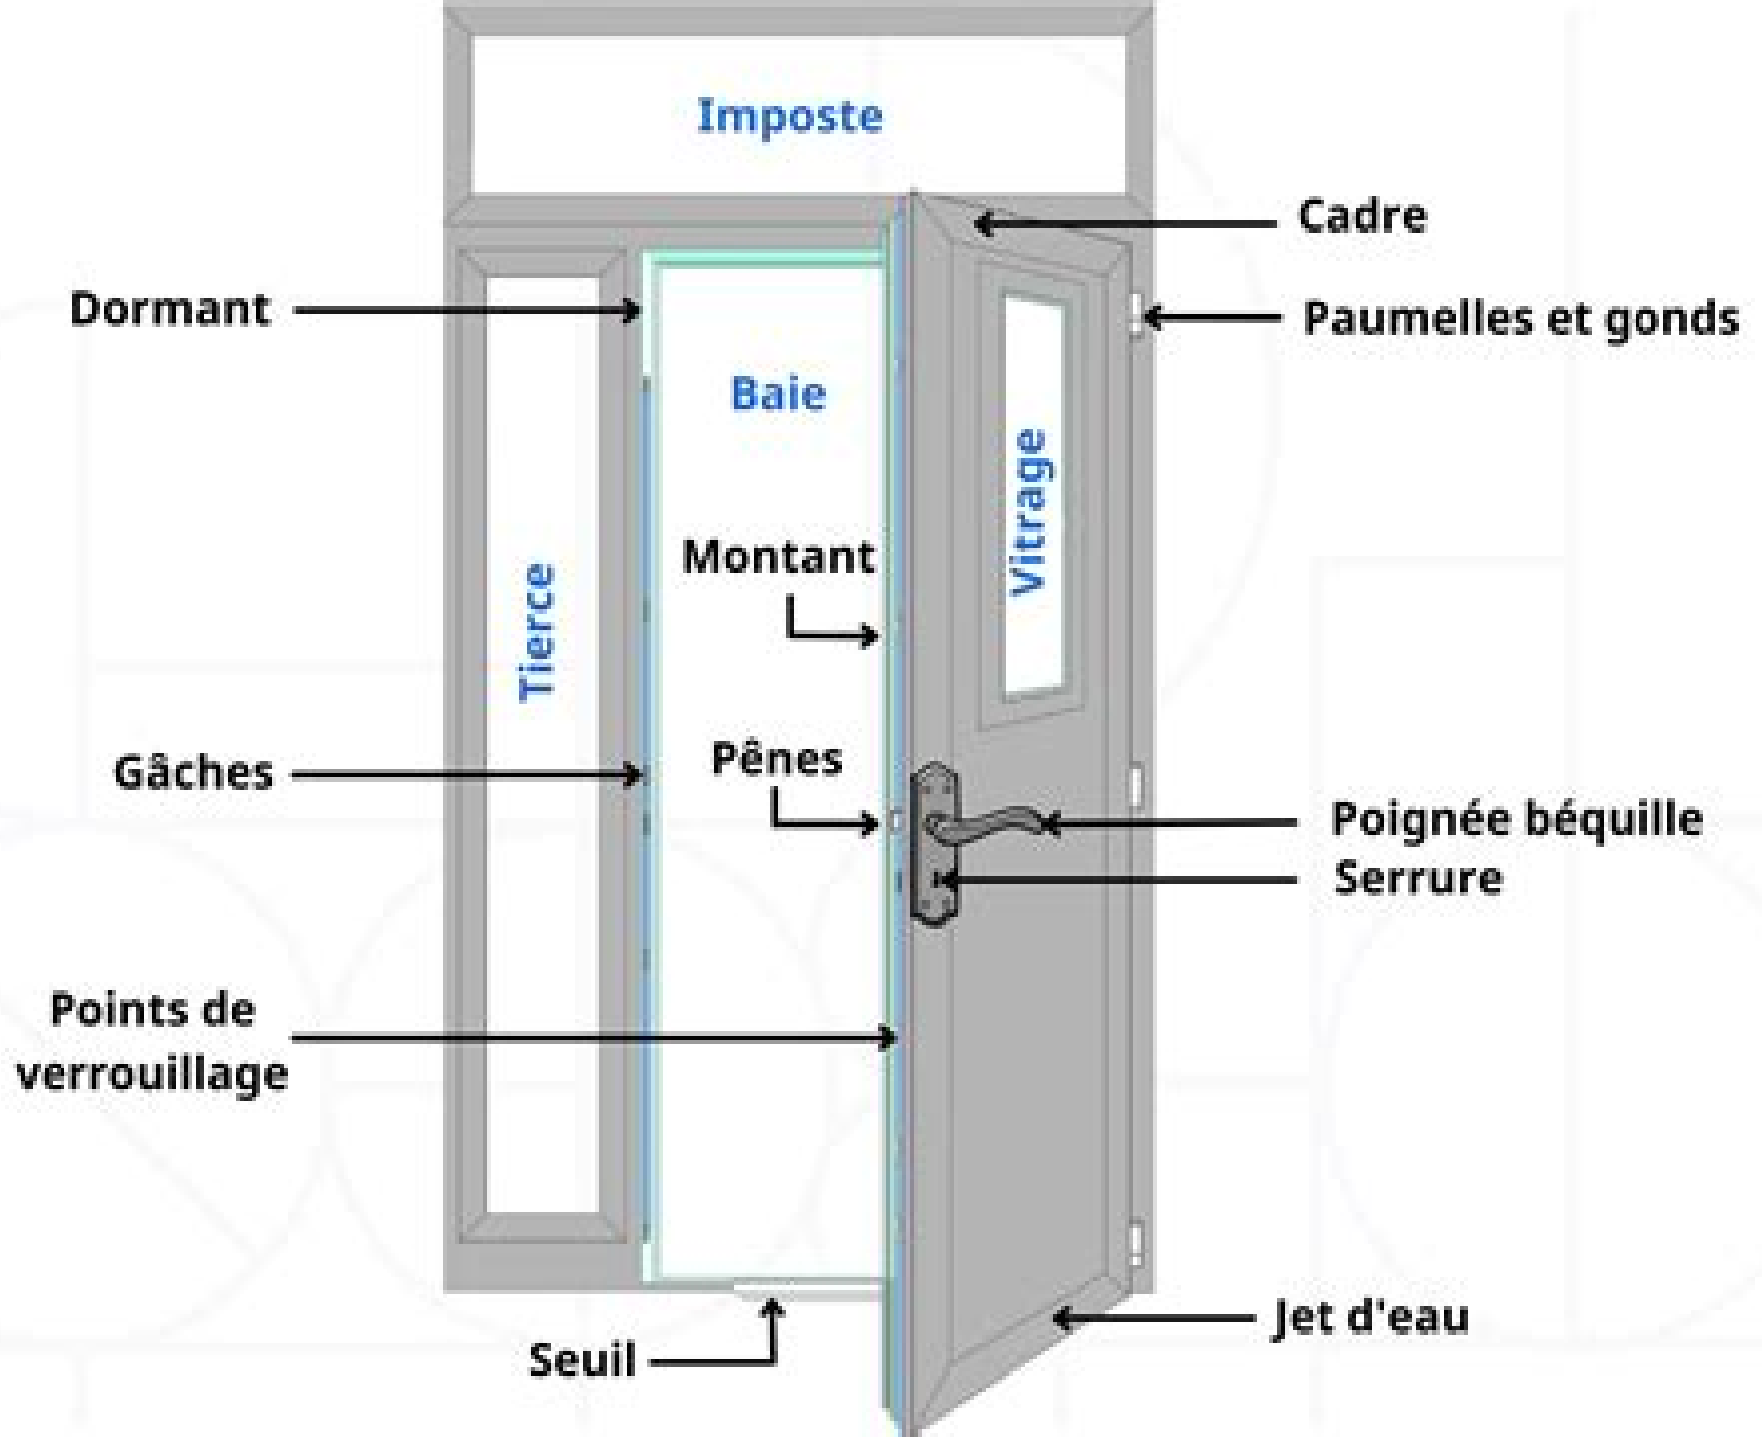 Imposte
Cadre
Dormant
Paumelles et gonds
Baie
Vitrage
Montant
Tierce
Pênes
Gâches
Poignée béquille
Serrure
Points de
verrouillage
Jet d'eau
Seuil